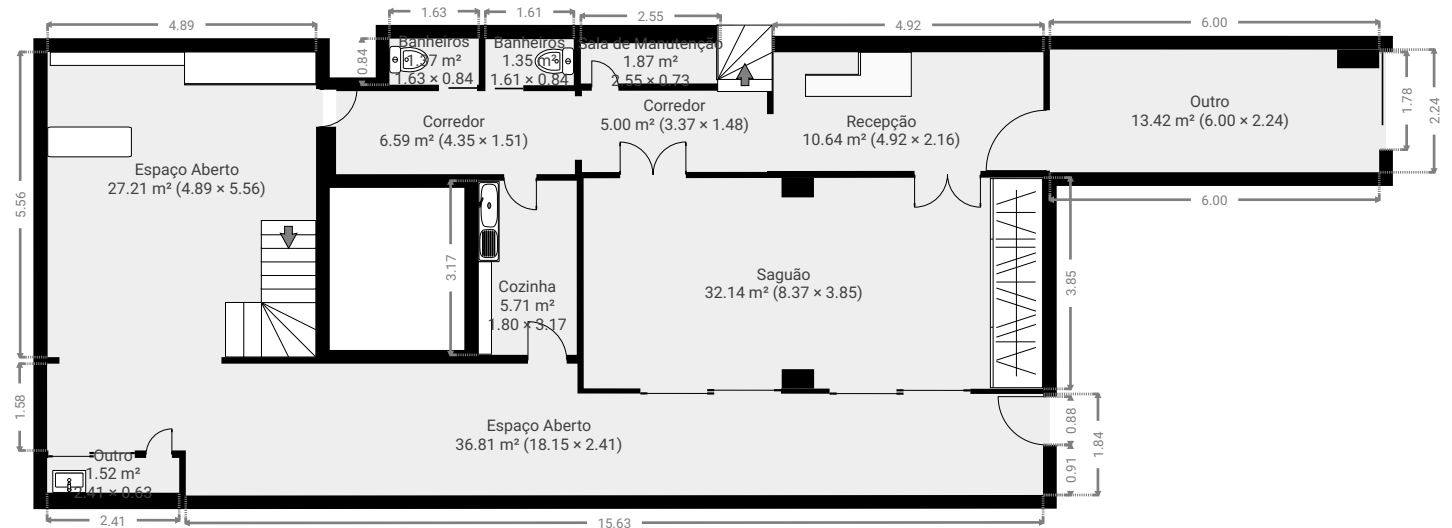 4.89
1.63
1.61
2.55
4.92
6.00
0.84
Banheiros
1.37 m²
1.63 × 0.84
Banheiros
1.35 m²
1.61 × 0.84
Sala de Manutenção
1.87 m²
2.55 × 0.73
Corredor
6.59 m² (4.35 × 1.51)
Corredor
5.00 m² (3.37 × 1.48)
Recepção
10.64 m² (4.92 × 2.16)
Outro
13.42 m² (6.00 × 2.24)
1.78
2.24
6.00
Espaço Aberto
27.21 m² (4.89 × 5.56)
5.56
3.17
Cozinha
5.71 m²
1.80 × 3.17
Saguão
32.14 m² (8.37 × 3.85)
3.85
1.58
Espaço Aberto
36.81 m² (18.15 × 2.41)
0.88
1.84
0.91
Outro
1.52 m²
2.41 × 0.63
2.41
15.63